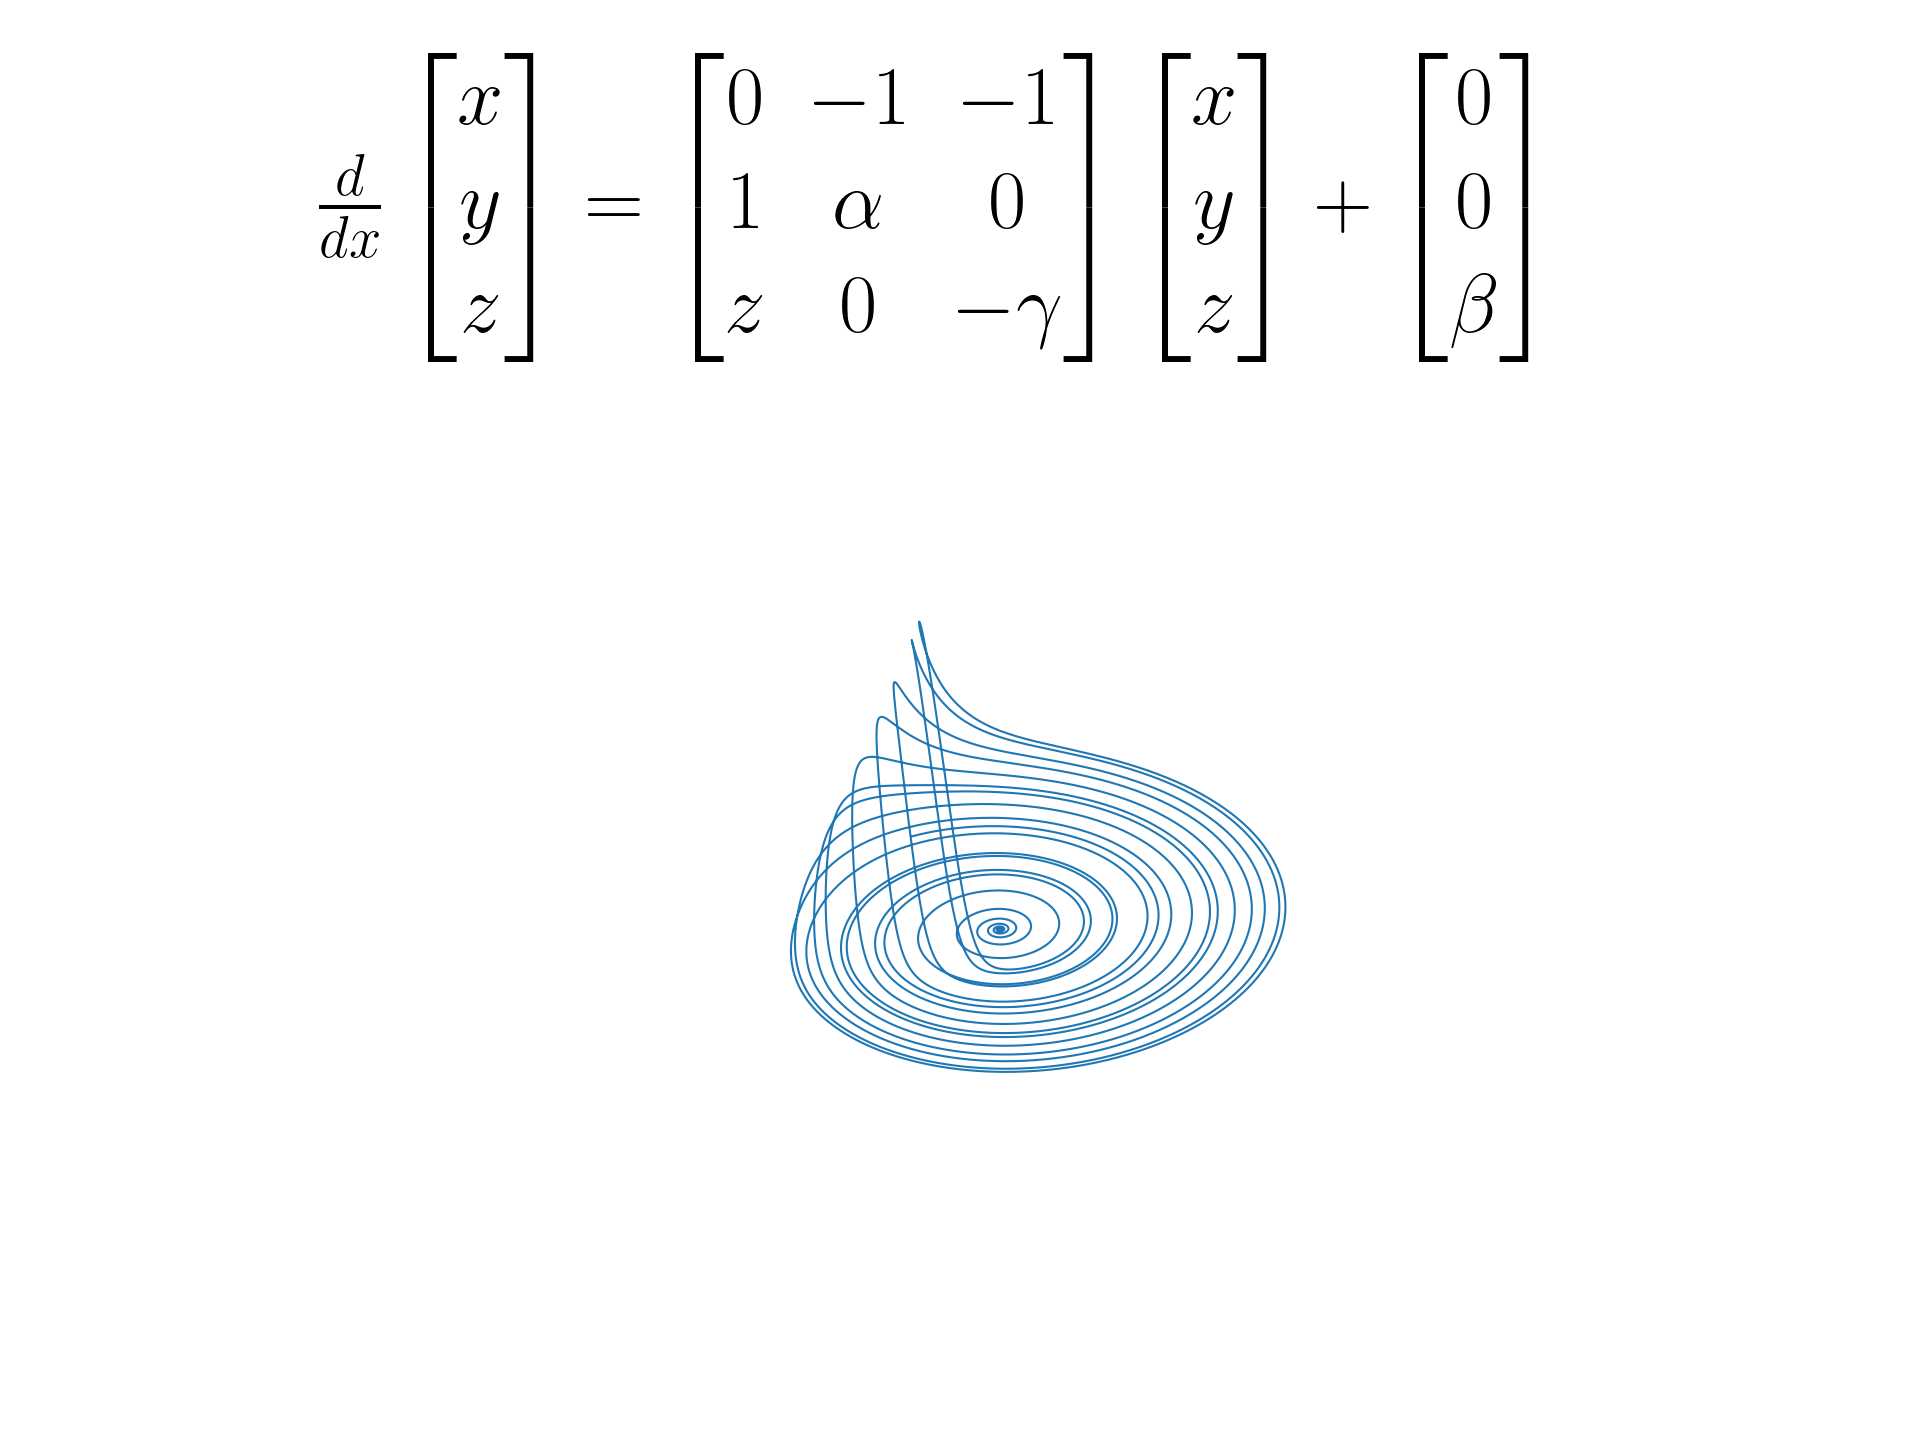 \frac{d}{dx} \begin{bmatrix} x \\ y \\ z \end{bmatrix} = \begin{bmatrix} 0 & -1 & -1 \\ 1 & \alpha & 0 \\ z & 0 & -\gamma \end{bmatrix} \begin{bmatrix} x \\ y \\ z \end{bmatrix} + \begin{bmatrix} 0 \\ 0 \\ \beta \end{bmatrix}